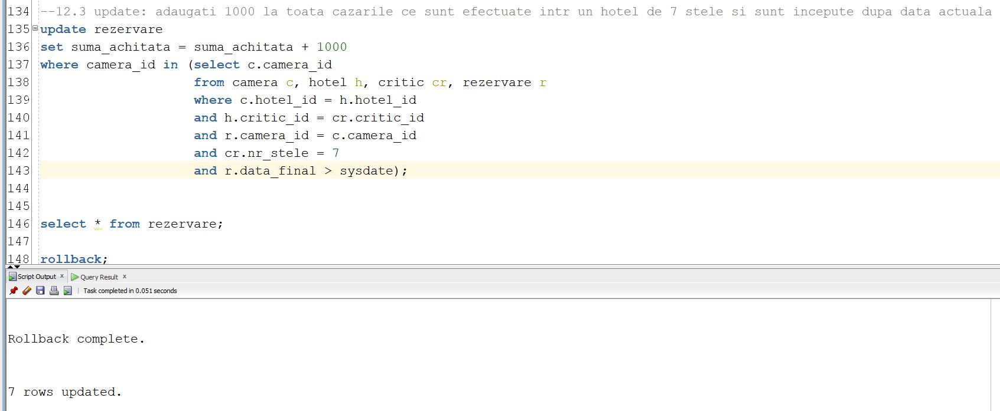 134 --12.3 update: adaugati 1000 la toata cazarile ce sunt efectuate intr un hotel de 7 stele si sunt incepute dupa data actuala
135 update rezervare
136 set suma_achitata = suma_achitata + 1000
137 where camera_id in (select c.camera_id
138 from camera c, hotel h, critic cr, rezervare r
139 where c.hotel_id = h.hotel_id
140 and h.critic_id = cr.critic_id
141 and r.camera_id = c.camera_id
142 and cr.nr_stele = 7
143 and r.data_final > sysdate);
144
145
146 select * from rezervare;
147
148 rollback;
Script Output x Query Result x
Task completed in 0.051 seconds
Rollback complete.
7 rows updated.